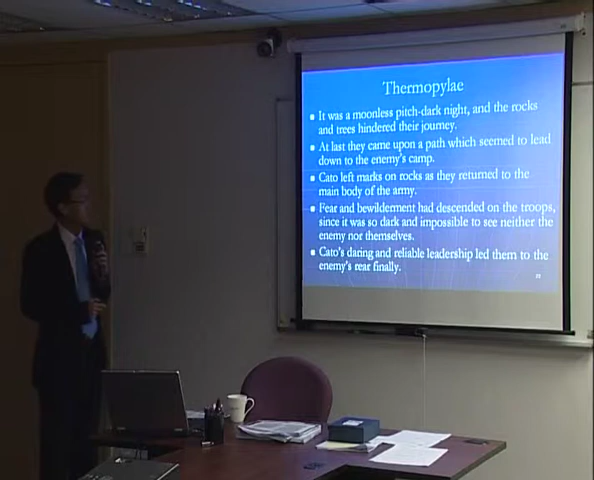 Thermopylae
It was a moonless pitch-dark night, and the rocks
and trees hindered their journey.
At last they came upon a path which seemed to lead
down to the enemy's camp.
Cato left marks on rocks as they returned to the
main body of the army.
Fear and bewilderment had descended on the troops,
since it was so dark and impossible to see neither the
enemy nor themselves.
Cato's daring and reliable leadership led them to the
enemy's rear finally.